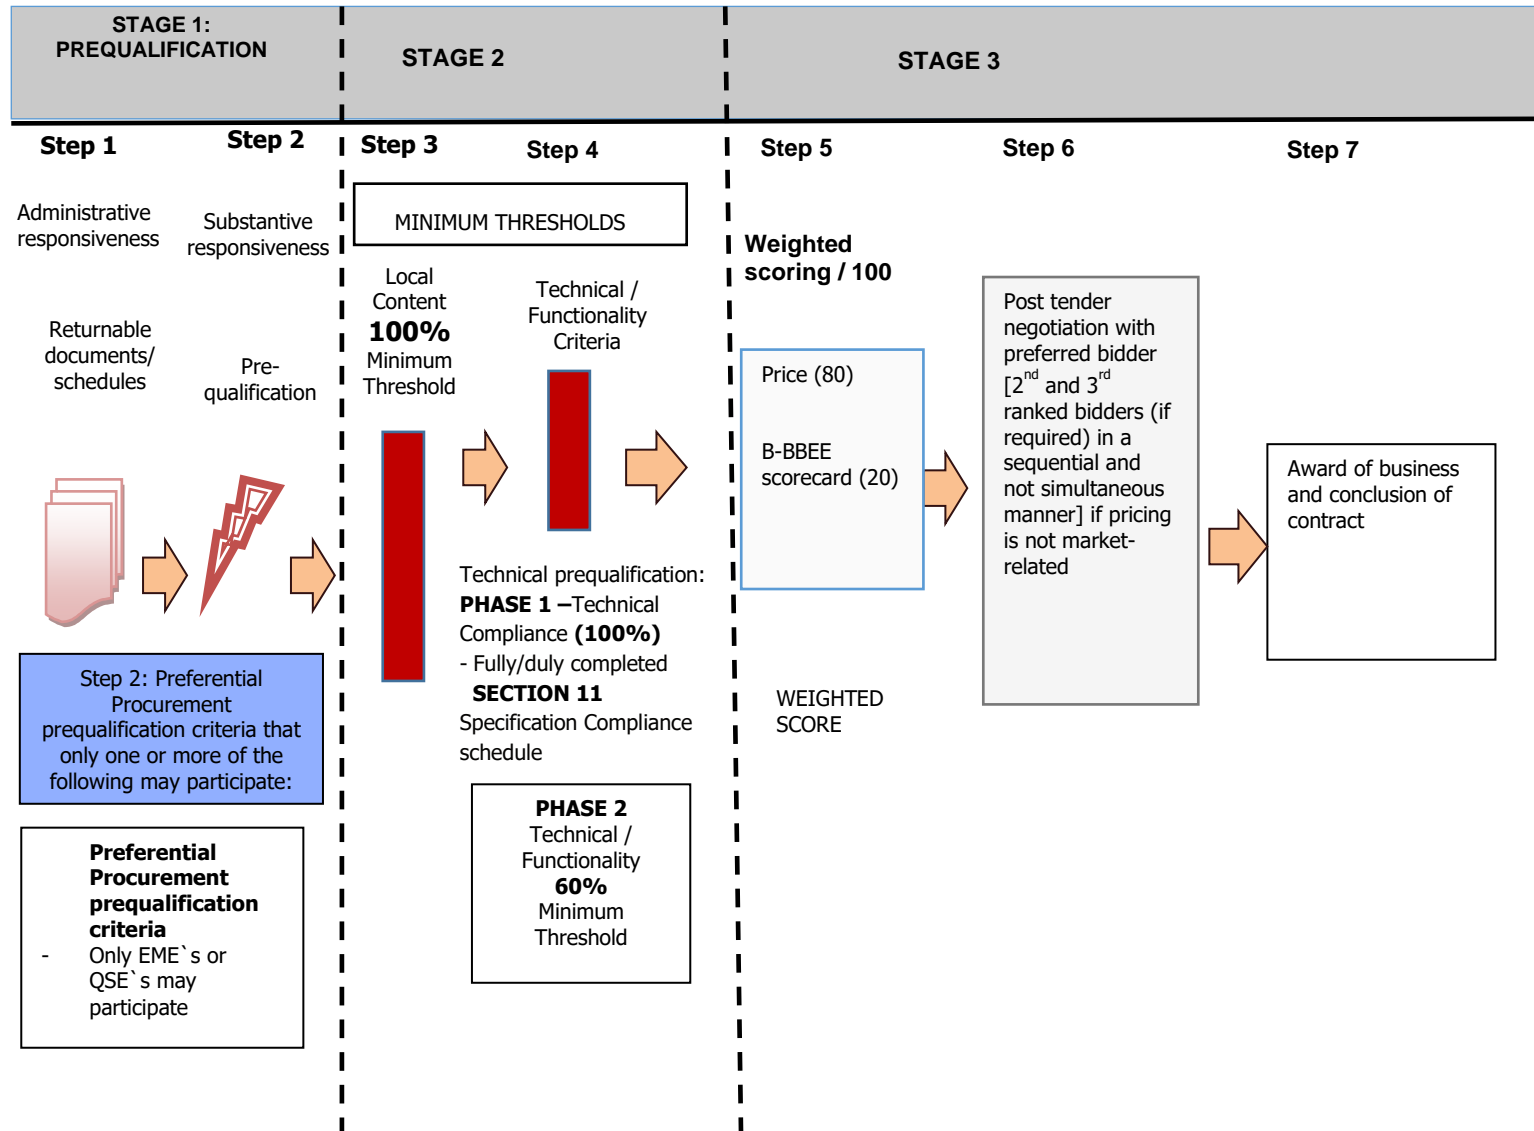 STAGE 1:
PREQUALIFICATION
STAGE 2
STAGE 3
Step 1
Step 2
Step 3
Step 4
Step 5
Step 6
Step 7
Administrative
responsiveness
Substantive
responsiveness
Returnable
documents/
schedules
Pre-
qualification
Step 2: Preferential
Procurement
prequalification criteria that
only one or more of the
following may participate:
Preferential
Procurement
prequalification
criteria
- Only EME`s or
QSE`s may
participate
MINIMUM THRESHOLDS
Local
Content
100%
Minimum
Threshold
Technical /
Functionality
Criteria
Technical prequalification:
PHASE 1 –Technical
Compliance (100%)
- Fully/duly completed
SECTION 11
Specification Compliance
schedule
PHASE 2
Technical /
Functionality
60%
Minimum
Threshold
Weighted
scoring / 100
Price (80)
B-BBEE
scorecard (20)
WEIGHTED
SCORE
Post tender
negotiation with
preferred bidder
[2nd and 3rd
ranked bidders (if
required) in a
sequential and
not simultaneous
manner] if pricing
is not market-
related
Award of business
and conclusion of
contract